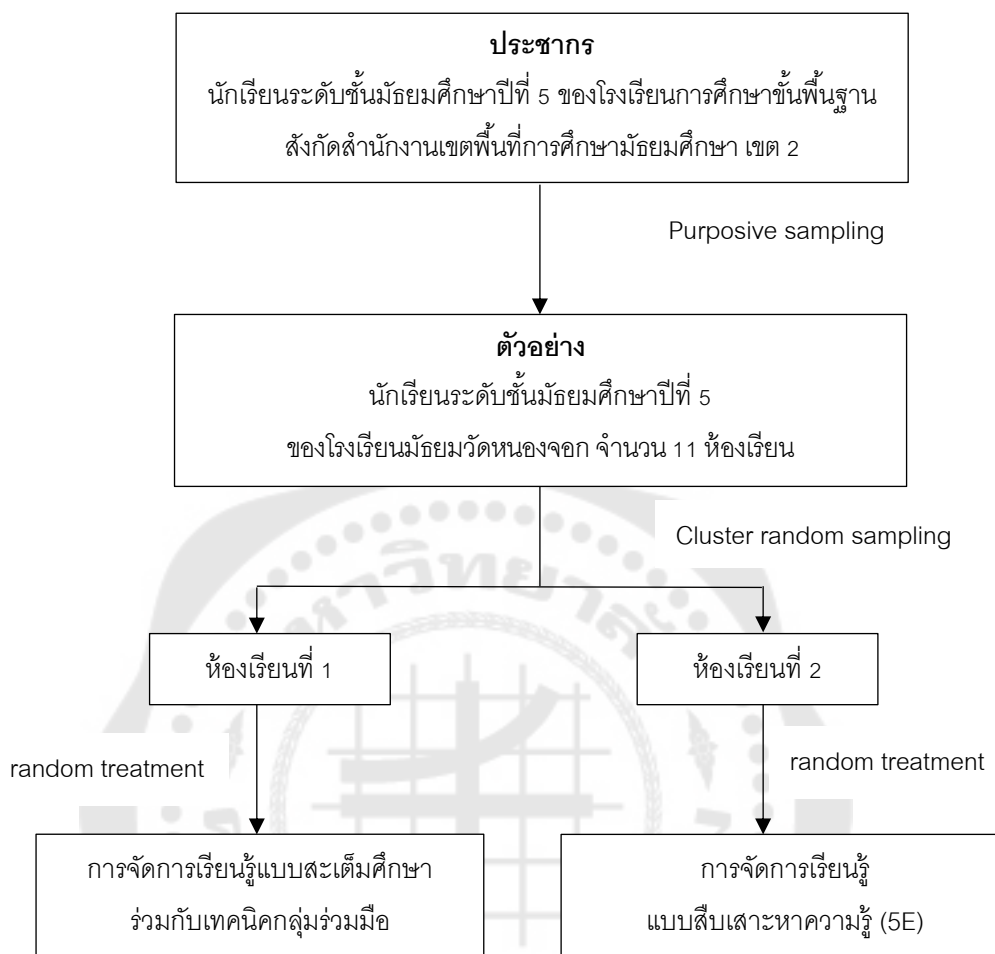 ประชากร
นักเรียนระดับชั้นมัธยมศึกษาปีที่ 5 ของโรงเรียนการศึกษาขั้นพื้นฐาน
สังกัดสำนักงานเขตพื้นที่การศึกษามัธยมศึกษา เขต 2
Purposive sampling
ตัวอย่าง
นักเรียนระดับชั้นมัธยมศึกษาปีที่ 5
ของโรงเรียนมัธยมวัดหนองจอก จำนวน 11 ห้องเรียน
Cluster random sampling
ห้องเรียนที่ 1
ห้องเรียนที่ 2
random treatment
random treatment
การจัดการเรียนรู้แบบสะเต็มศึกษา
ร่วมกับเทคนิคกลุ่มร่วมมือ
การจัดการเรียนรู้
แบบสืบเสาะหาความรู้ (5E)